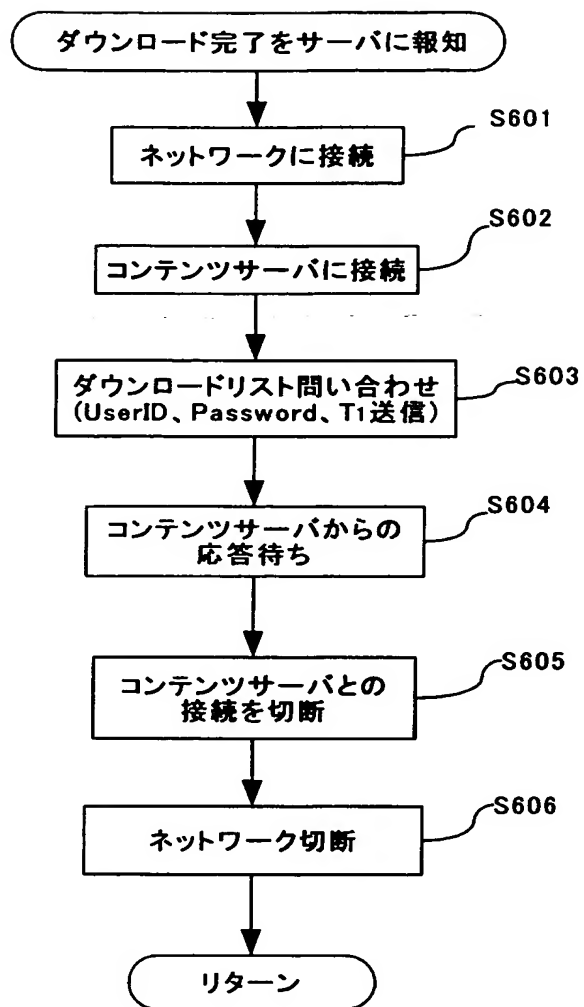 ダウンロード完了をサーバに報知
S601
ネットワークに接続
S602
コンテンツサーバに接続
S603
ダウンロードリスト問い合わせ
(UserID、Password、T1送信)
S604
コンテンツサーバからの
応答待ち
S605
コンテンツサーバとの
接続を切断
S606
ネットワーク切断
リターン